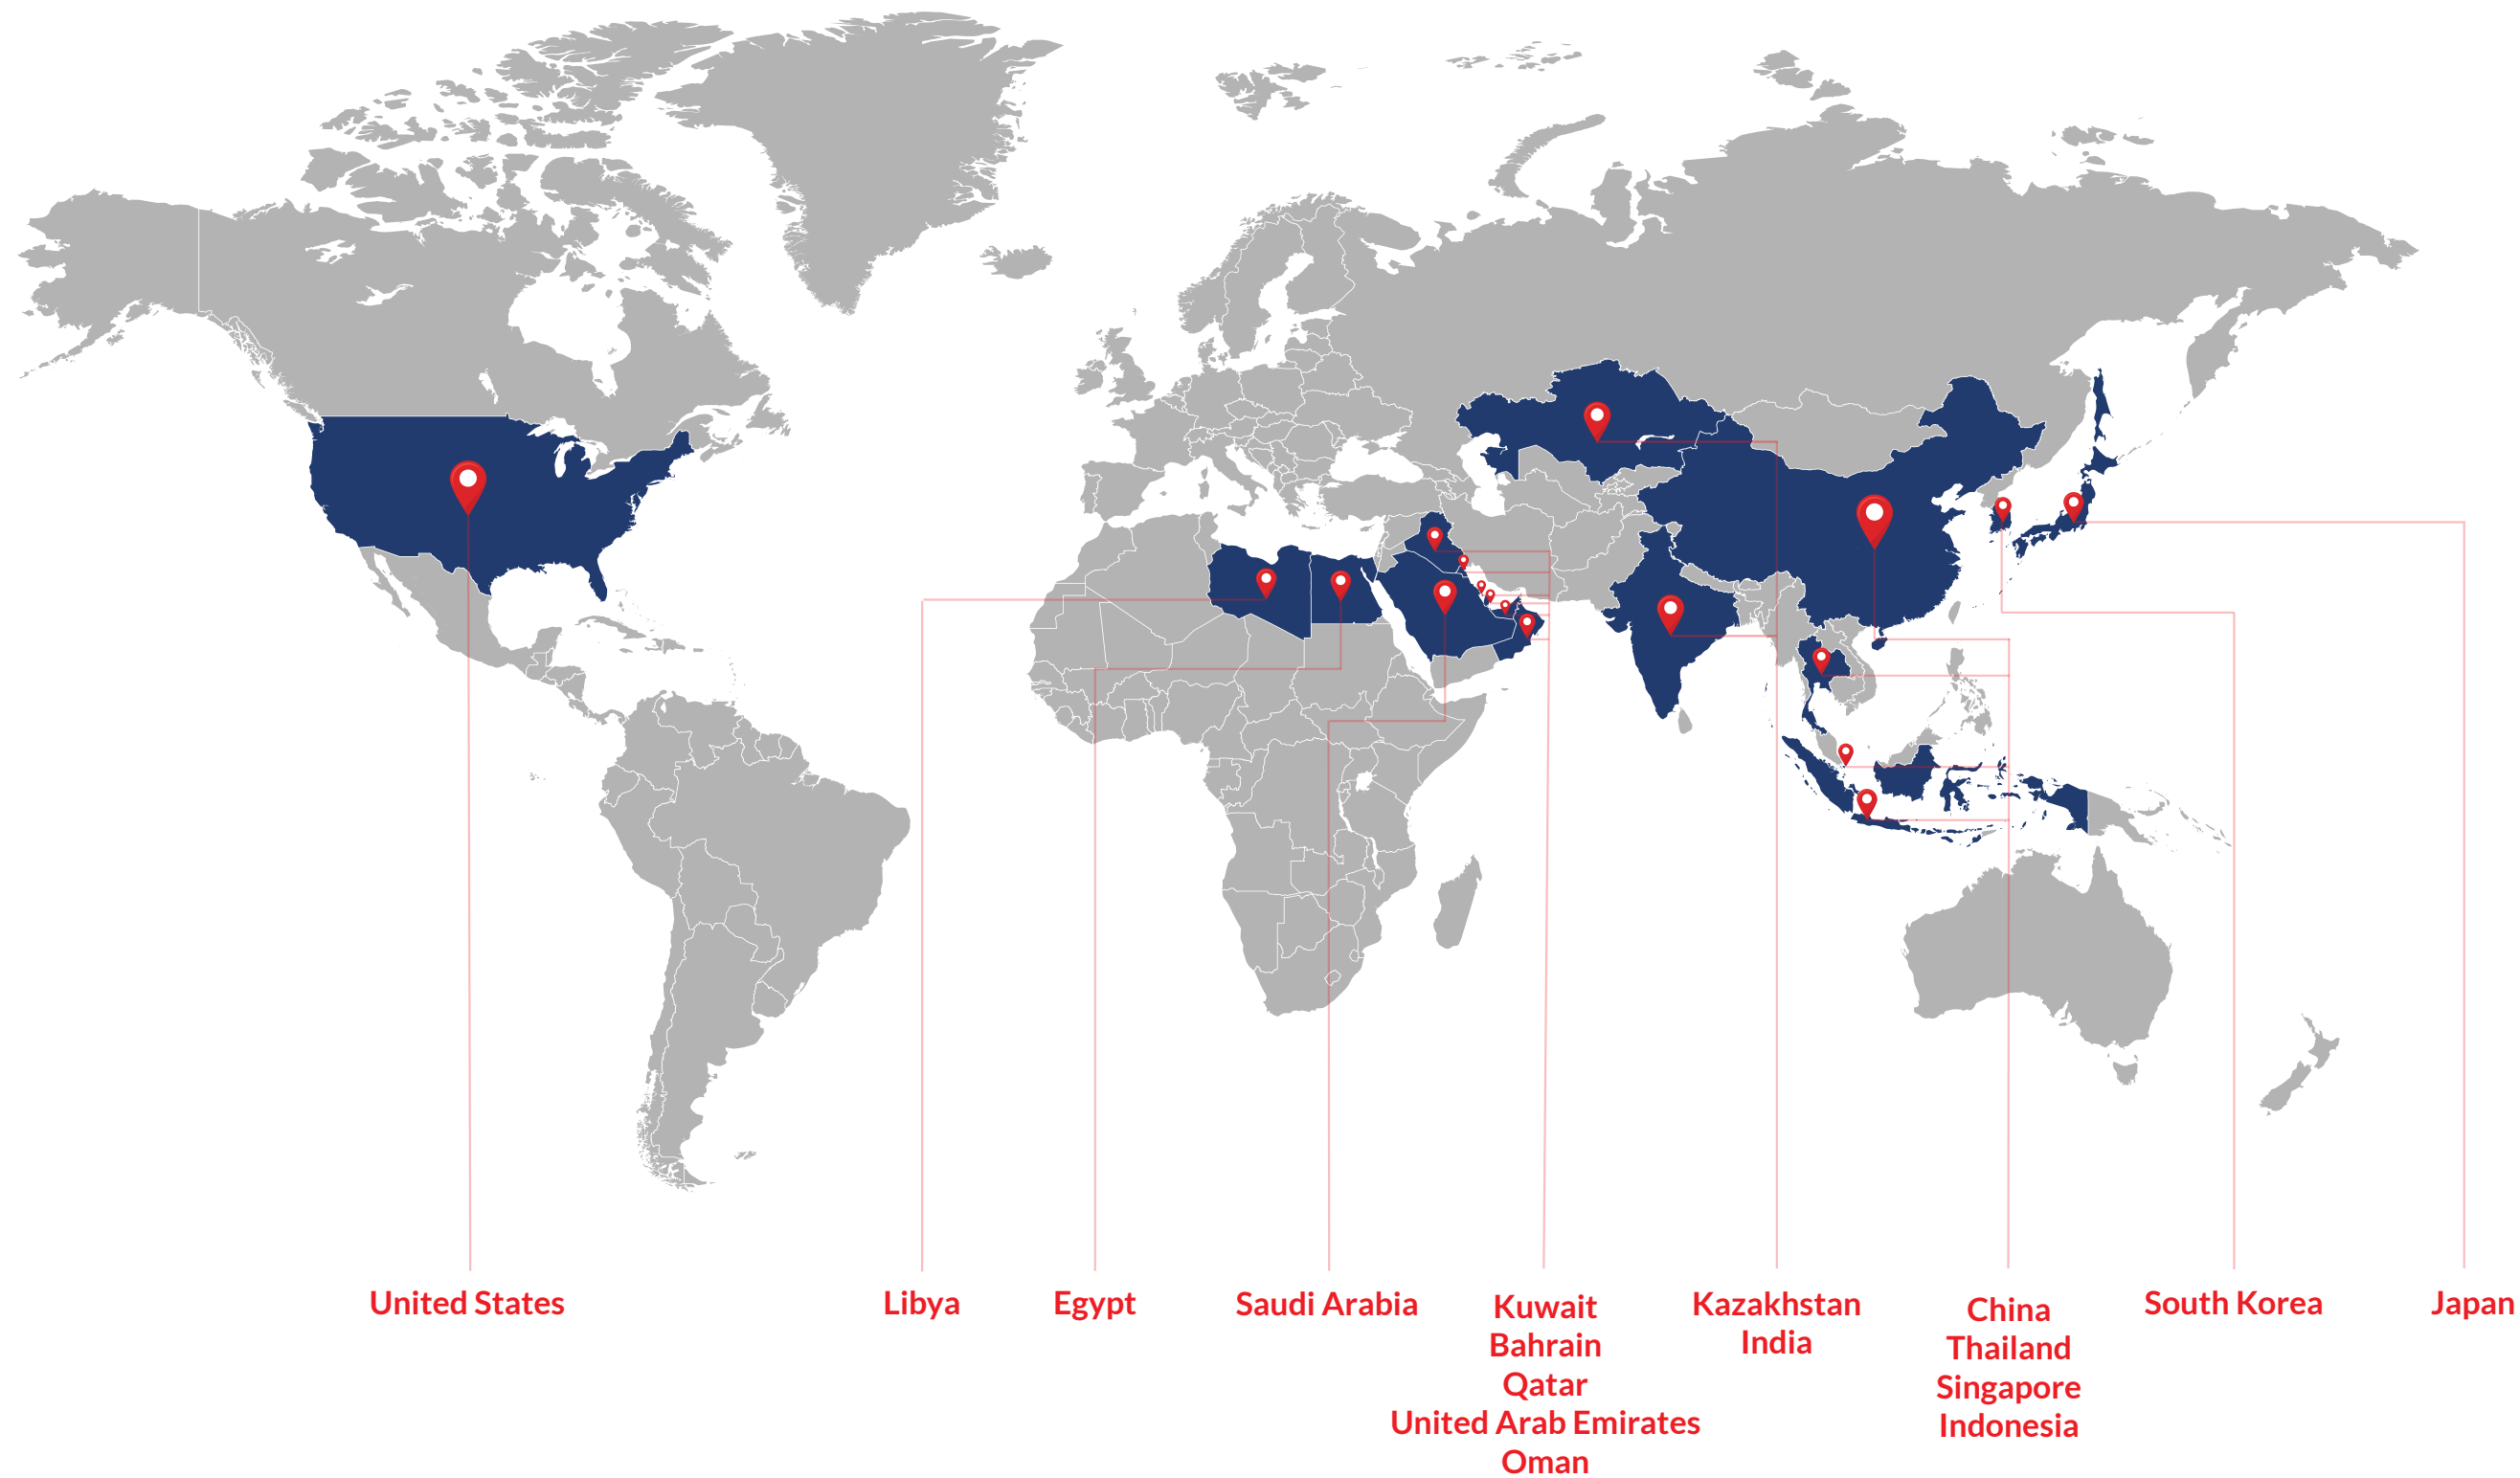 United States
Libya
Egypt
Saudi Arabia
Kuwait
Bahrain
Qatar
United Arab Emirates
Oman
Kazakhstan
India
China
Thailand
Singapore
Indonesia
South Korea
Japan